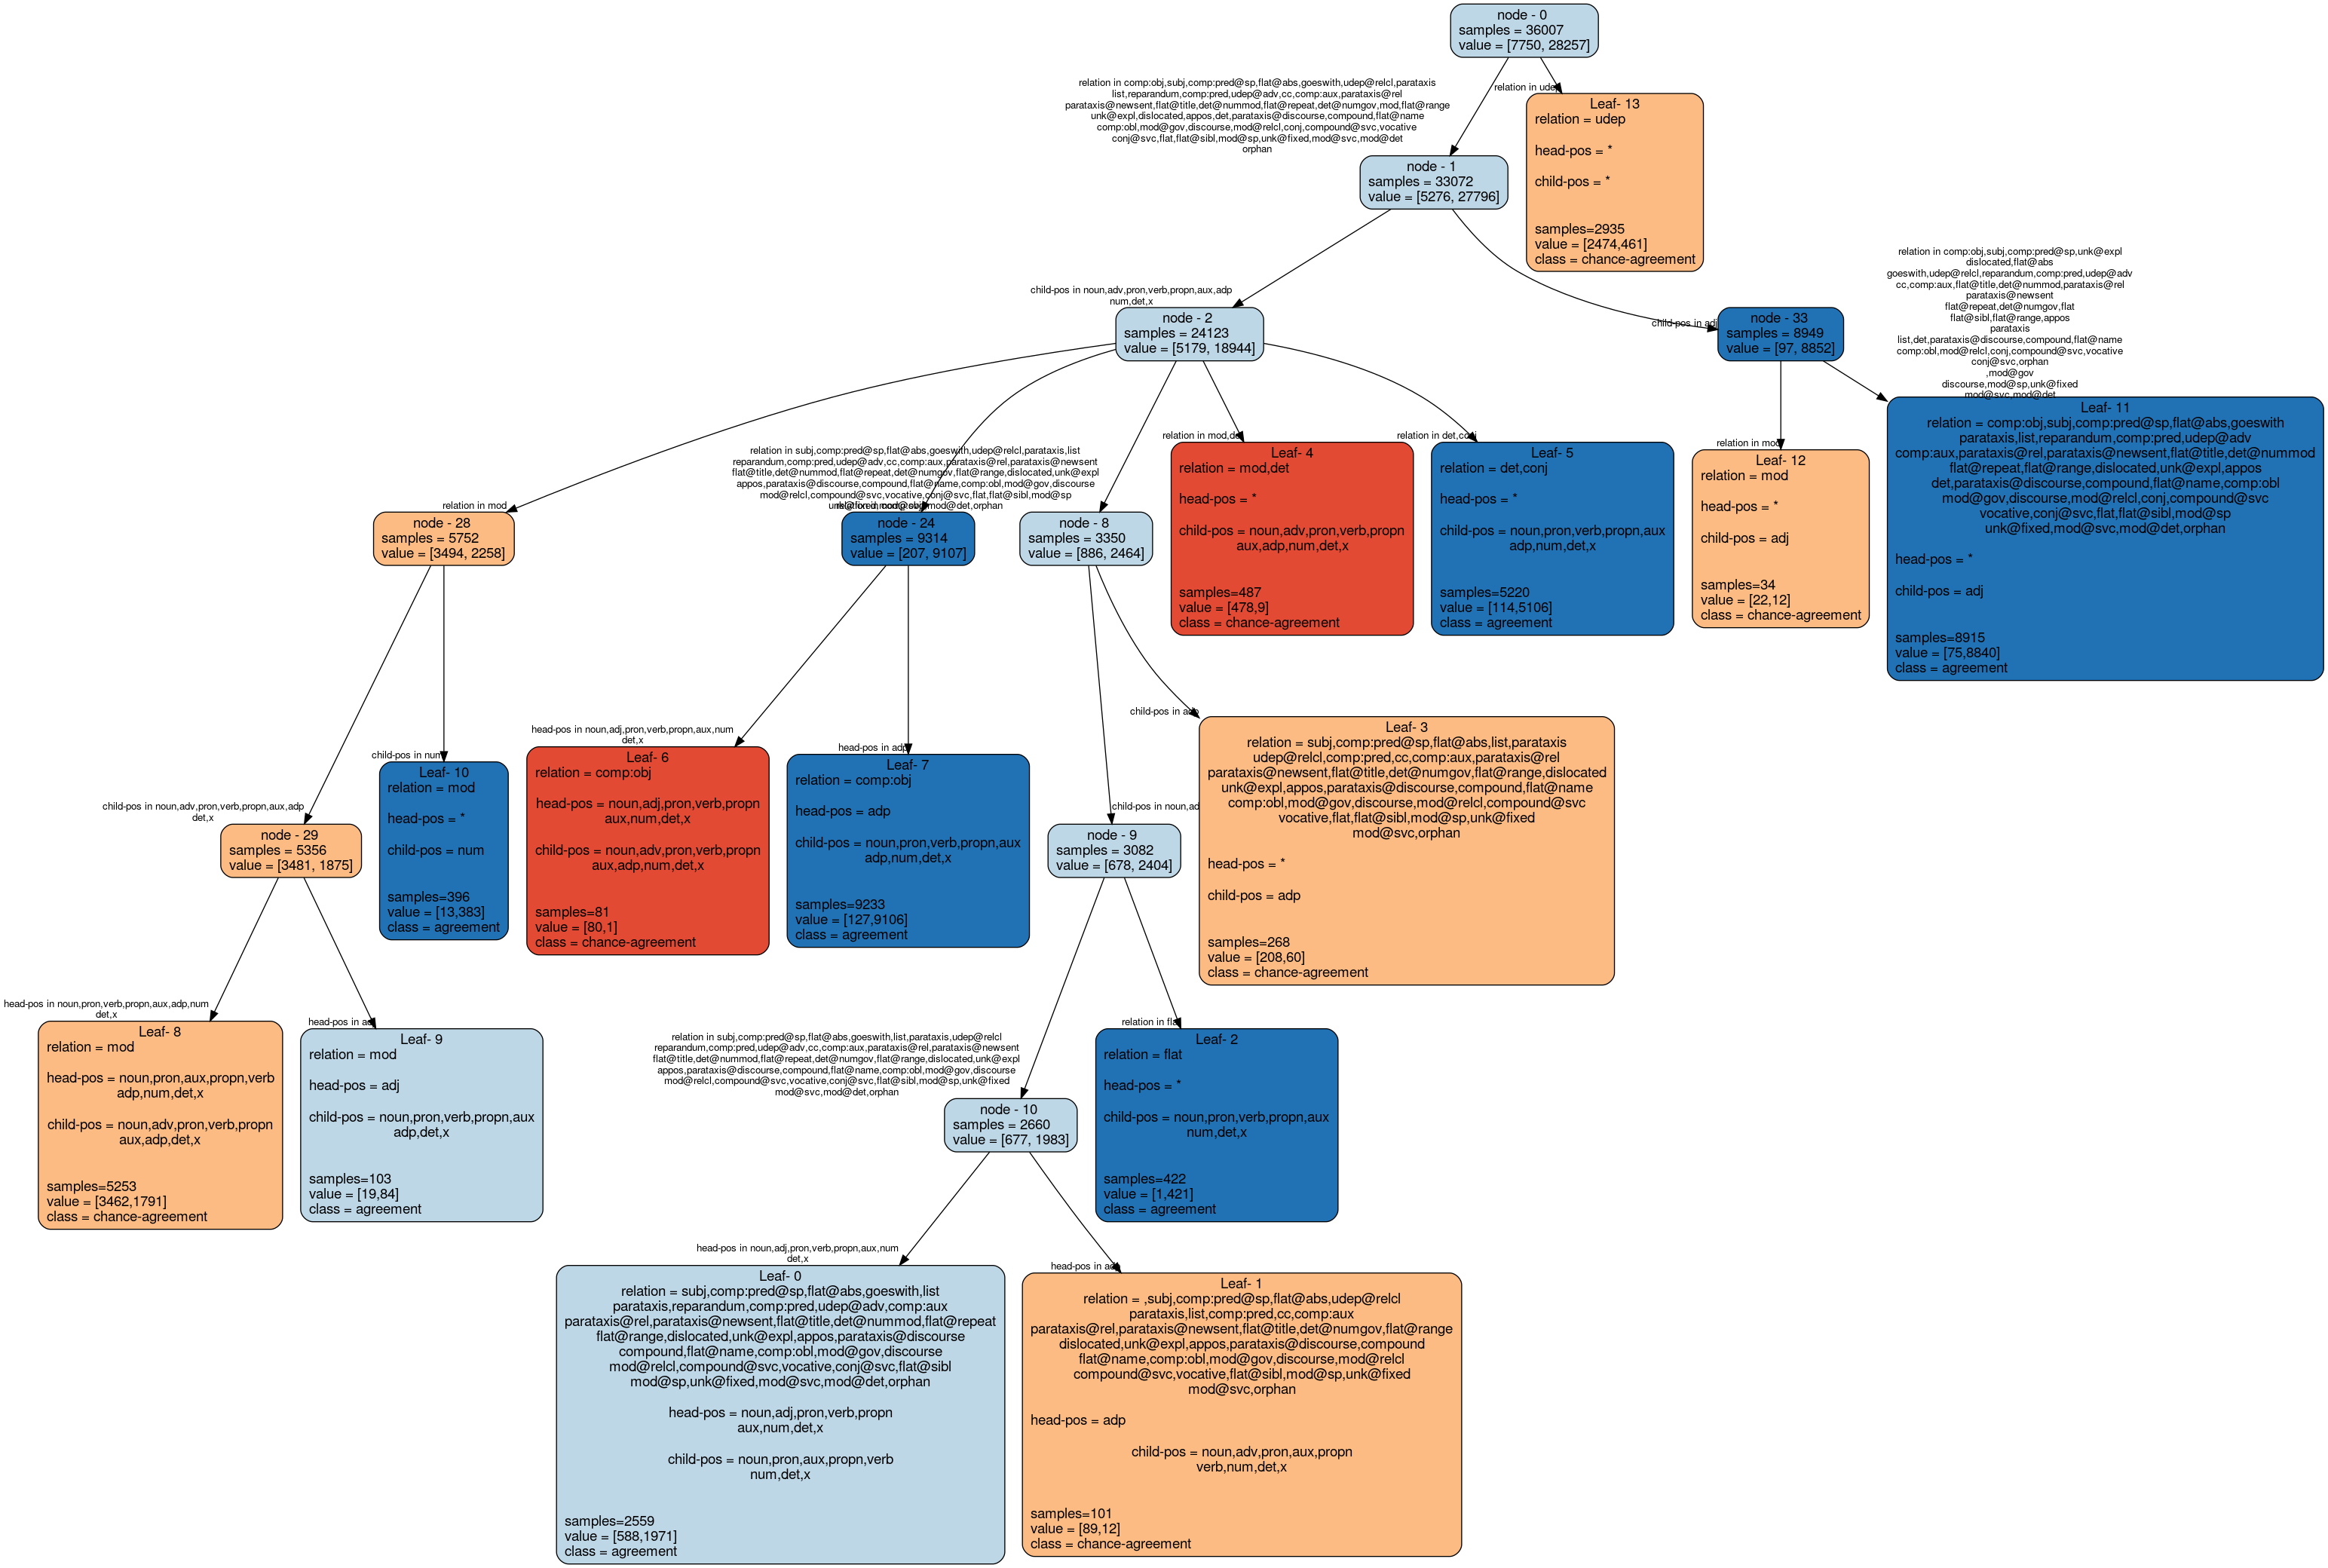 node - 0
samples = 36007
value = [7750, 28257]
relation in comp:obj,subj,comp:pred@sp,flat@abs,goeswith,udep@relcl,parataxis
list,reparandum,comp:pred,udep@adv,cc,comp:aux,parataxis@rel
parataxis@newsent,flat@title,det@nummod,flat@repeat,det@numgov,mod,flat@range
unk@expl,dislocated,appos,det,parataxis@discourse,compound,flat@name
comp:obl,mod@gov,discourse,mod@relcl,conj,compound@svc,vocative
conj@svc,flat,flat@sibl,mod@sp,unk@fixed,mod@svc,mod@det
orphan
relation in udep
Leaf- 13
relation = udep
head-pos = *
child-pos = *
samples=2935
value = [2474,461]
class = chance-agreement
node - 1
samples = 33072
value = [5276, 27796]
child-pos in noun,adv,pron,verb,propn,aux,adp
num,det,x
node - 2
samples = 24123
value = [5179, 18944]
child-pos in adj
node - 33
samples = 8949
value = [97, 8852]
relation in comp:obj,subj,comp:pred@sp,unk@expl
dislocated,flat@abs
goeswith,udep@relcl,reparandum,comp:pred,udep@adv
cc,comp:aux,flat@title,det@nummod,parataxis@rel
parataxis@newsent
flat@repeat,det@numgov,flat
flat@sibl,flat@range,appos
parataxis
list,det,parataxis@discourse,compound,flat@name
comp:obl,mod@relcl,conj,compound@svc,vocative
conj@svc,orphan
,mod@gov
discourse,mod@sp,unk@fixed
mod@svc,mod@det
relation in mod
node - 28
samples = 5752
value = [3494, 2258]
relation in subj,comp:pred@sp,flat@abs,goeswith,udep@relcl,parataxis,list
reparandum,comp:pred,udep@adv,cc,comp:aux,parataxis@rel,parataxis@newsent
flat@title,det@nummod,flat@repeat,det@numgov,flat@range,dislocated,unk@expl
appos,parataxis@discourse,compound,flat@name,comp:obl,mod@gov,discourse
mod@relcl,compound@svc,vocative,conj@svc,flat,flat@sibl,mod@sp
node - 24
samples = 9314
value = [207, 9107]
node - 8
samples = 3350
value = [886, 2464]
relation in mod,det
Leaf- 4
relation = mod,det
head-pos = *
child-pos = noun,adv,pron,verb,propn
aux,adp,num,det,x
samples=487
value = [478,9]
class = chance-agreement
relation in det,conj
Leaf- 5
relation = det,conj
head-pos = *
child-pos = noun,pron,verb,propn,aux
adp,num,det,x
samples=5220
value = [114,5106]
class = agreement
relation in mod
Leaf- 12
relation = mod
head-pos = *
child-pos = adj
samples=34
value = [22,12]
class = chance-agreement
Leaf- 11
relation = comp:obj,subj,comp:pred@sp,flat@abs,goeswith
parataxis,list,reparandum,comp:pred,udep@adv
comp:aux,parataxis@rel,parataxis@newsent,flat@title,det@nummod
flat@repeat,flat@range,dislocated,unk@expl,appos
det,parataxis@discourse,compound,flat@name,comp:obl
mod@gov,discourse,mod@relcl,conj,compound@svc
vocative,conj@svc,flat,flat@sibl,mod@sp
unk@fixed,mod@svc,mod@det,orphan
head-pos = *
child-pos = adj
samples=8915
value = [75,8840]
class = agreement
child-pos in noun,adv,pron,verb,propn,aux,adp
det,x
node - 29
samples = 5356
value = [3481, 1875]
child-pos in num
Leaf- 10
relation = mod
head-pos = *
child-pos = num
samples=396
value = [13,383]
class = agreement
head-pos in noun,adj,pron,verb,propn,aux,num
det,x
Leaf- 6
relation = comp:obj
head-pos = noun,adj,pron,verb,propn
aux,num,det,x
child-pos = noun,adv,pron,verb,propn
aux,adp,num,det,x
samples=81
value = [80,1]
class = chance-agreement
head-pos in adp
Leaf- 7
relation = comp:obj
head-pos = adp
child-pos = noun,pron,verb,propn,aux
adp,num,det,x
samples=9233
value = [127,9106]
class = agreement
child-pos in noun
node - 9
samples = 3082
value = [678, 2404]
child-pos in adp
Leaf- 3
relation = subj,comp:pred@sp,flat@abs,list,parataxis
udep@relcl,comp:pred,cc,comp:aux,parataxis@rel
parataxis@newsent,flat@title,det@numgov,flat@range,dislocated
unk@expl,appos,parataxis@discourse,compound,flat@name
comp:obl,mod@gov,discourse,mod@relcl,compound@svc
vocative,flat,flat@sibl,mod@sp,unk@fixed
mod@svc,orphan
head-pos = *
child-pos = adp
samples=268
value = [208,60]
class = chance-agreement
head-pos in noun,pron,verb,propn,aux,adp,num
det,x
Leaf- 8
relation = mod
head-pos = noun,pron,aux,propn,verb
adp,num,det,x
child-pos = noun,adv,pron,verb,propn
aux,adp,det,x
samples=5253
value = [3462,1791]
class = chance-agreement
head-pos in adj
Leaf- 9
relation = mod
head-pos = adj
child-pos = noun,pron,verb,propn,aux
adp,det,x
samples=103
value = [19,84]
class = agreement
relation in subj,comp:pred@sp,flat@abs,goeswith,list,parataxis,udep@relcl
reparandum,comp:pred,udep@adv,cc,comp:aux,parataxis@rel,parataxis@newsent
flat@title,det@nummod,flat@repeat,det@numgov,flat@range,dislocated,unk@expl
appos,parataxis@discourse,compound,flat@name,comp:obl,mod@gov,discourse
mod@relcl,compound@svc,vocative,conj@svc,flat@sibl,mod@sp,unk@fixed
mod@svc,mod@det,orphan
node - 10
samples = 2660
value = [677, 1983]
relation in flat
Leaf- 2
relation = flat
head-pos = *
child-pos = noun,pron,verb,propn,aux
num,det,x
samples=422
value = [1,421]
class = agreement
head-pos in noun,adj,pron,verb,propn,aux,num
det,x
Leaf- 0
relation = subj,comp:pred@sp,flat@abs,goeswith,list
parataxis,reparandum,comp:pred,udep@adv,comp:aux
parataxis@rel,parataxis@newsent,flat@title,det@nummod,flat@repeat
flat@range,dislocated,unk@expl,appos,parataxis@discourse
compound,flat@name,comp:obl,mod@gov,discourse
mod@relcl,compound@svc,vocative,conj@svc,flat@sibl
mod@sp,unk@fixed,mod@svc,mod@det,orphan
head-pos = noun,adj,pron,verb,propn
aux,num,det,x
child-pos = noun,pron,aux,propn,verb
num,det,x
samples=2559
value = [588,1971]
class = agreement
head-pos in adp
Leaf- 1
relation = ,subj,comp:pred@sp,flat@abs,udep@relcl
parataxis,list,comp:pred,cc,comp:aux
parataxis@rel,parataxis@newsent,flat@title,det@numgov,flat@range
dislocated,unk@expl,appos,parataxis@discourse,compound
flat@name,comp:obl,mod@gov,discourse,mod@relcl
compound@svc,vocative,flat@sibl,mod@sp,unk@fixed
mod@svc,orphan
head-pos = adp
child-pos = noun,adv,pron,aux,propn
verb,num,det,x
samples=101
value = [89,12]
class = chance-agreement